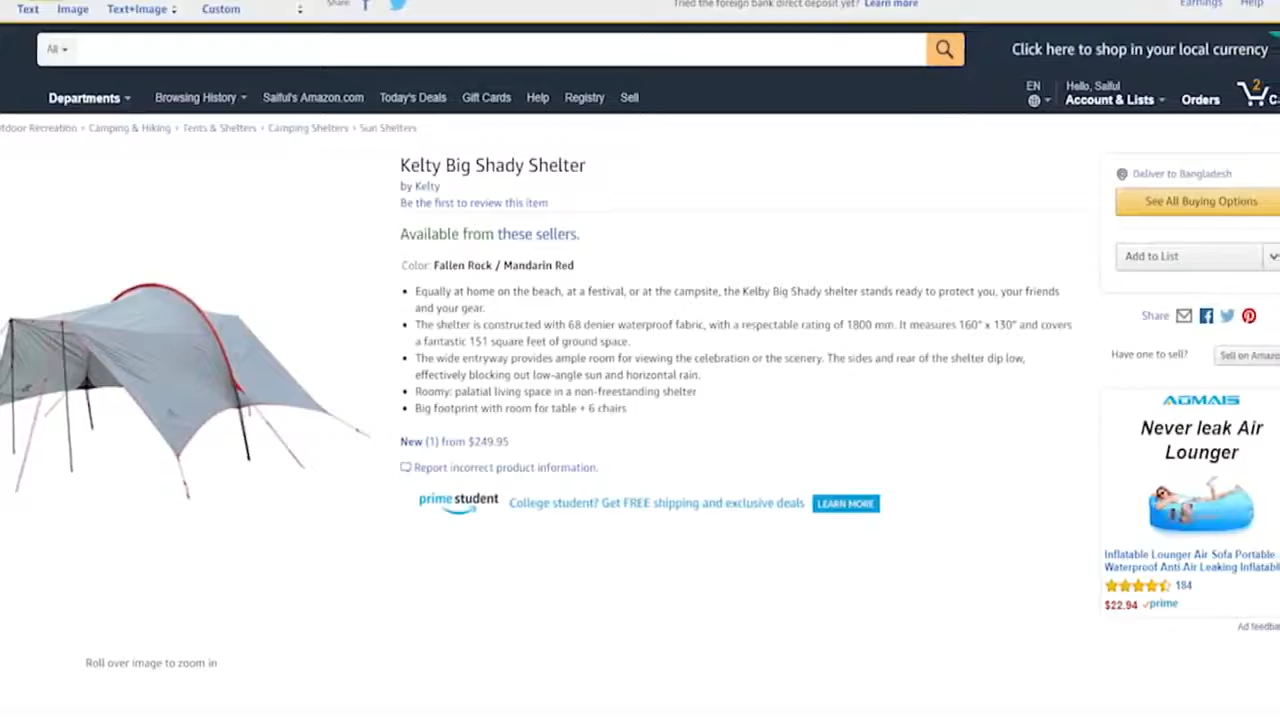 Text Image Text+Image Custom Share: Tried the foreign bank direct deposit yet? Learn more Earnings Help
All Click here to shop in your local currency
EN Hello, Saiful
Departments Browsing History Saiful's Amazon.com Today's Deals Gift Cards Help Registry Sell Account & Lists Orders 2
Recreation › Camping & Hiking › Tents & Shelters › Camping Shelters › Sun Shelters
Kelty Big Shady Shelter
by Kelty
Be the first to review this item
Available from these sellers.
Color: Fallen Rock / Mandarin Red
• Equally at home on the beach, at a festival, or at the campsite, the Kelby Big Shady shelter stands ready to protect you, your friends
and your gear.
• The shelter is constructed with 68 denier waterproof fabric, with a respectable rating of 1800 mm. It measures 160" x 130" and covers
a fantastic 151 square feet of ground space.
• The wide entryway provides ample room for viewing the celebration or the scenery. The sides and rear of the shelter dip low,
effectively blocking out low-angle sun and horizontal rain.
• Roomy: palatial living space in a non-freestanding shelter
• Big footprint with room for table + 6 chairs
New (1) from $249.95
Report incorrect product information.
prime student College student? Get FREE shipping and exclusive deals LEARN MORE
Roll over image to zoom in
Deliver to Bangladesh
See All Buying Options
Add to List
Share
Have one to sell? Sell on Amazo
AOMAIS
Never leak Air
Lounger
Inflatable Lounger Air Sofa Portable,
Waterproof Anti Air Leaking Inflatabl
184
$22.94 prime
Ad feedba